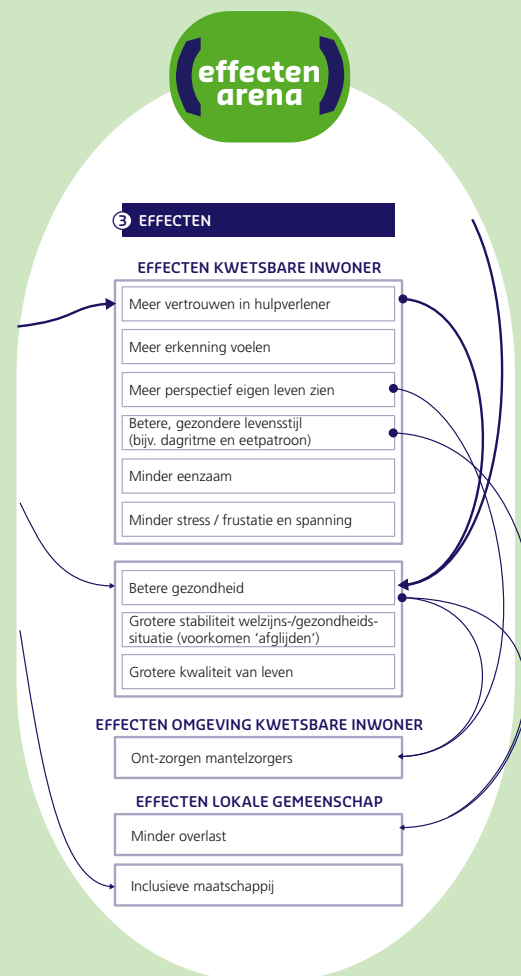 effecten
arena
3 EFFECTEN
EFFECTEN KWETSBARE INWONER
Meer vertrouwen in hulpverlener
Meer erkenning voelen
Meer perspectief eigen leven zien
Betere, gezondere levensstijl
(bijv. dagritme en eetpatroon)
Minder eenzaam
Minder stress / frustatie en spanning
Betere gezondheid
Grotere stabiliteit welzijns-/gezondheids-
situatie (voorkomen ‘afglijden’)
Grotere kwaliteit van leven
EFFECTEN OMGEVING KWETSBARE INWONER
Ont-zorgen mantelzorgers
EFFECTEN LOKALE GEMEENSCHAP
Minder overlast
Inclusieve maatschappij